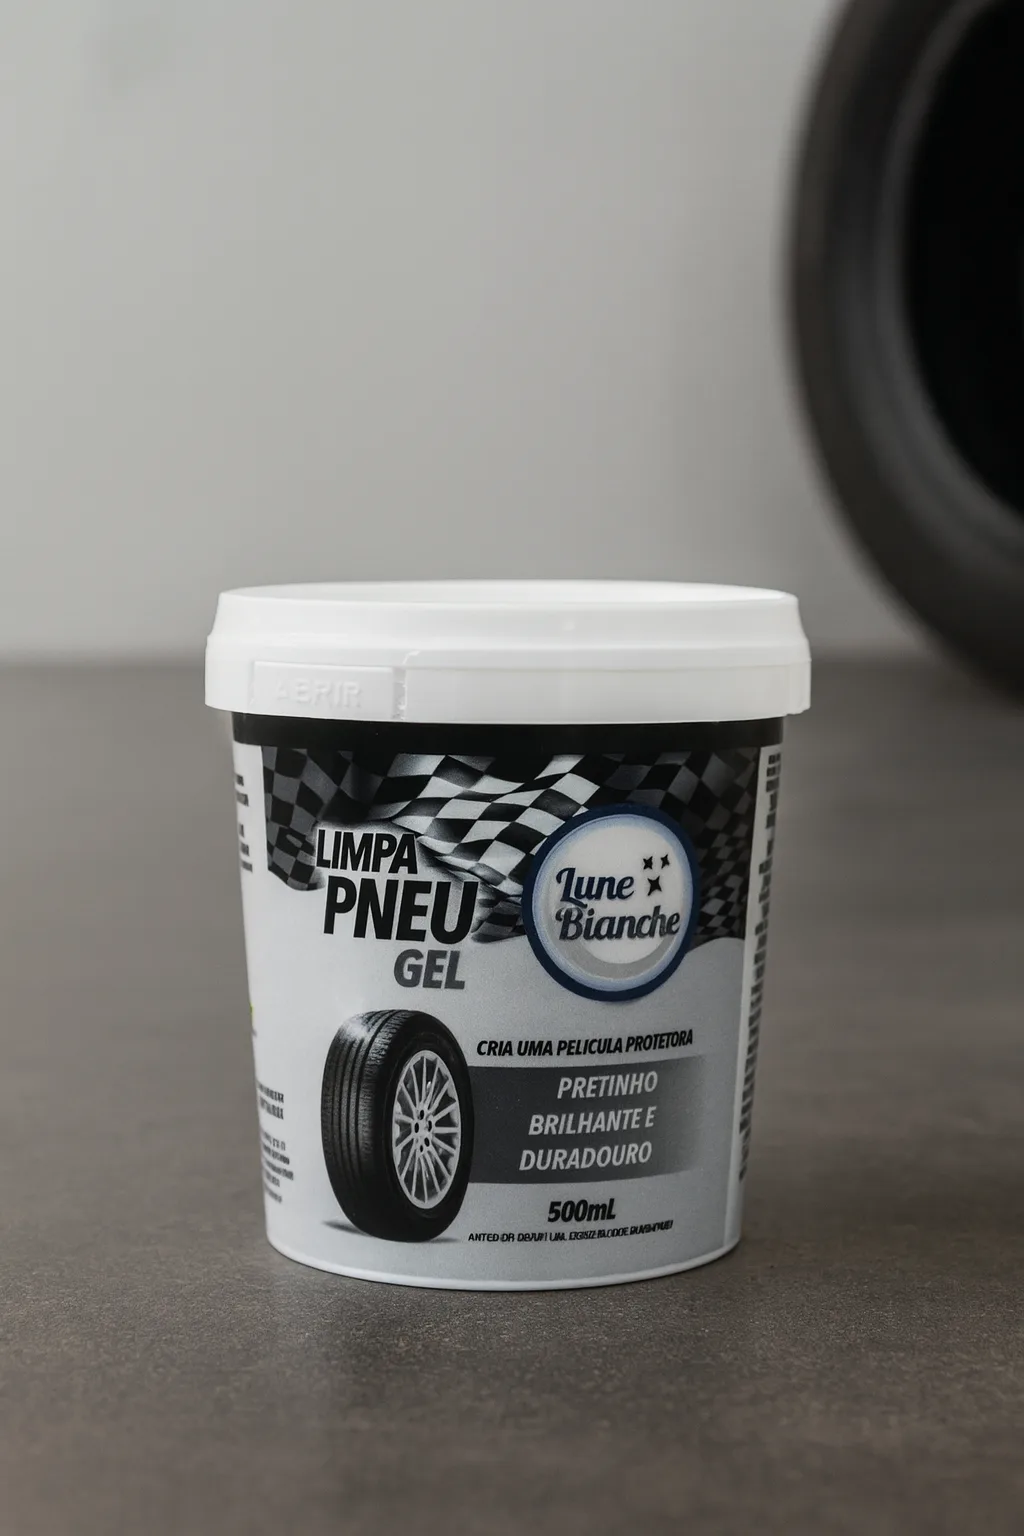 ABRIR
LIMPA
PNEU
GEL
Lune
Bianche
CRIA UMA PELICULA PROTETORA
PRETINHO
BRILHANTE E
DURADOURO
500mL